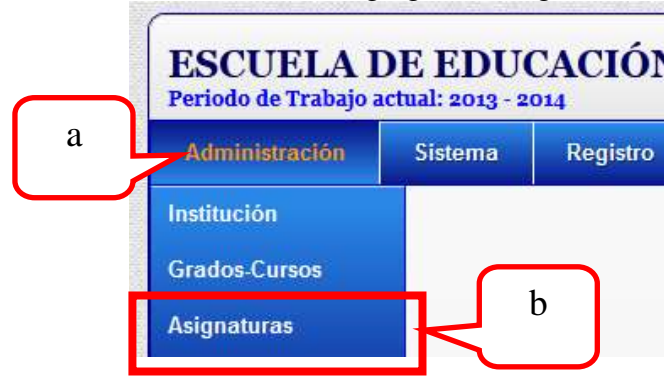 ESCUELA DE EDUCACIÓN
Periodo de Trabajo actual: 2013 - 2014
a
Administración Sistema Registro
Institución
Grados-Cursos
b
Asignaturas